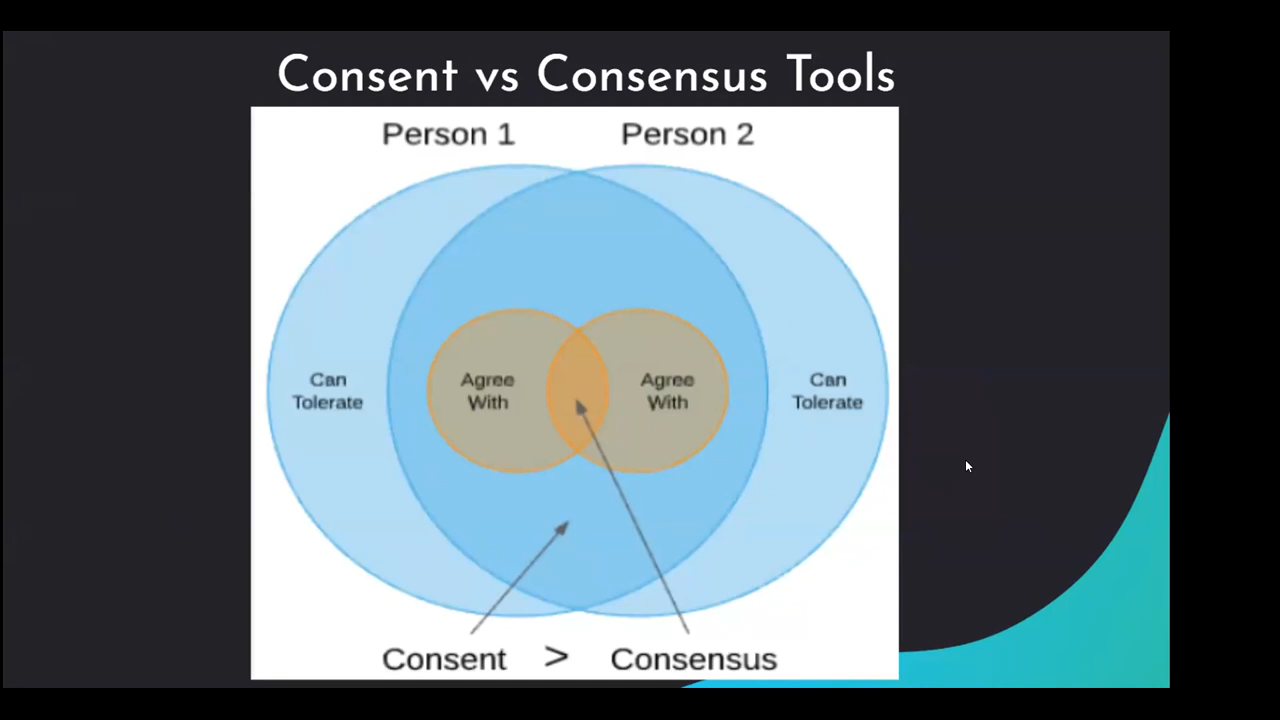 Consent vs Consensus Tools
Person 1 Person 2
Can
Tolerate
Agree
With
Agree
With
Can
Tolerate
Consent > Consensus